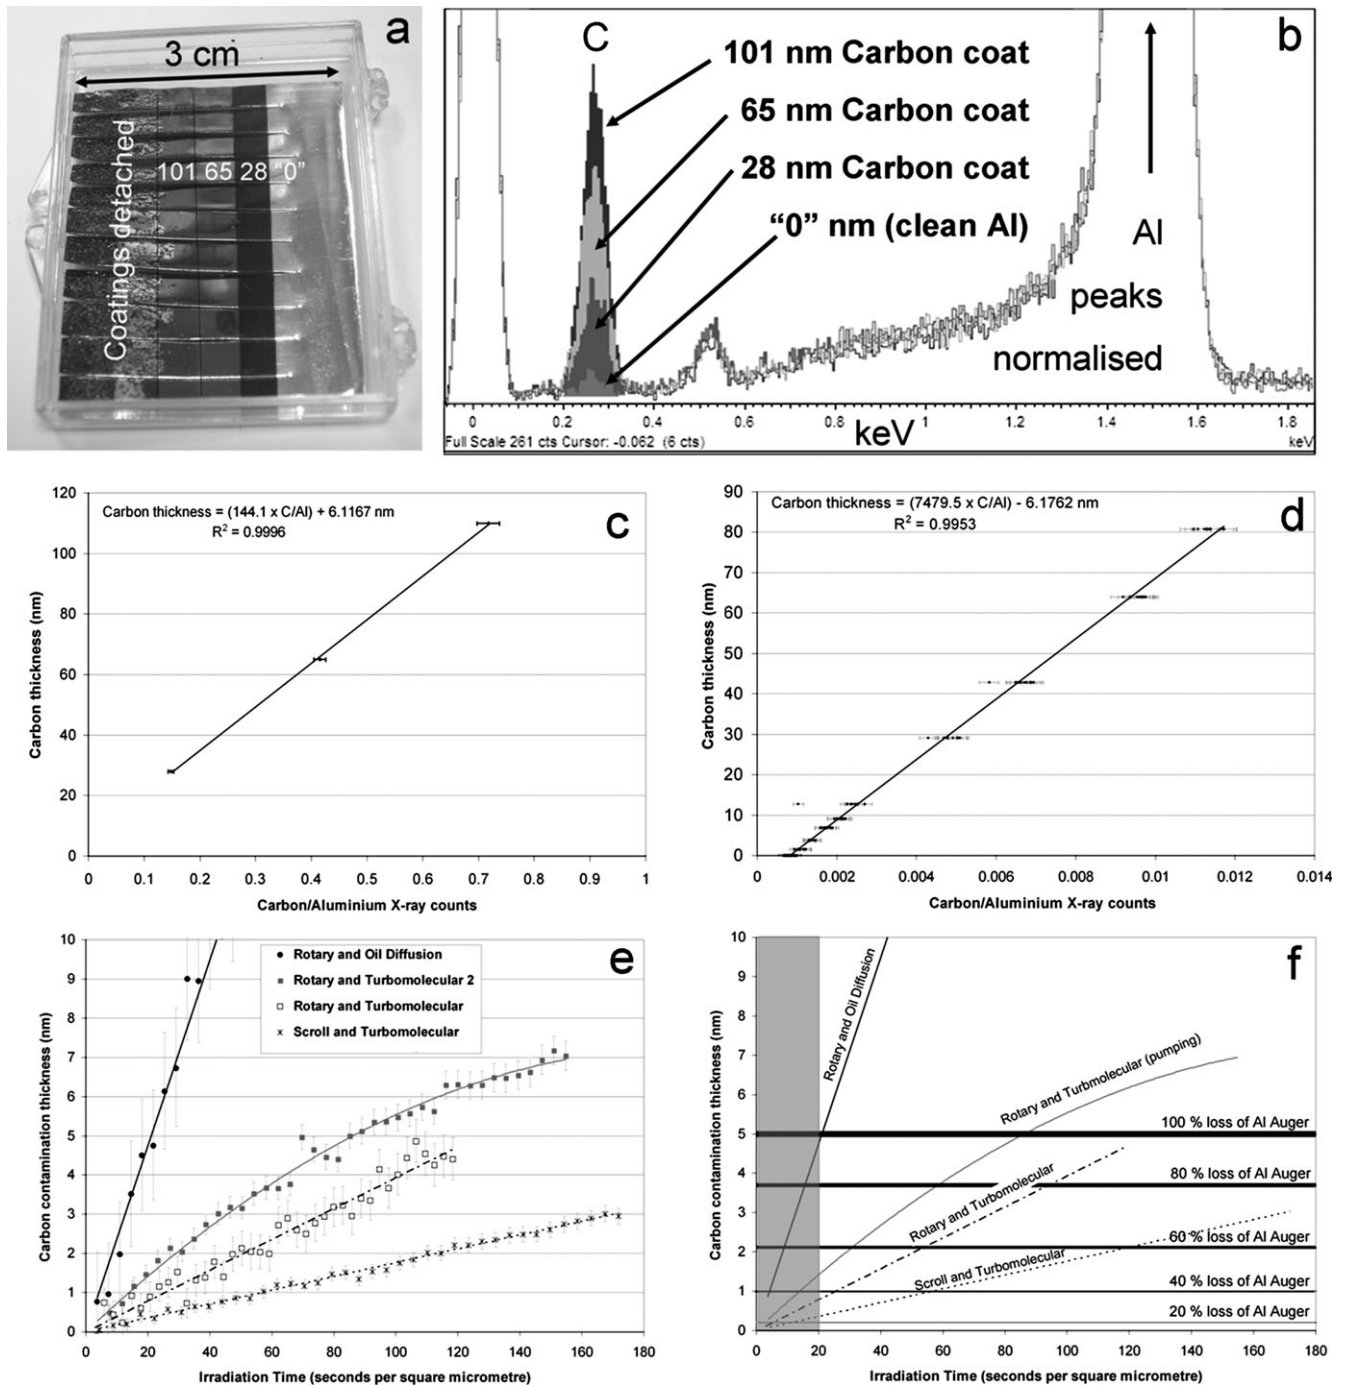 a
3 cm
Coatings detached
101 65 28 "0"
b
C
101 nm Carbon coat
65 nm Carbon coat
28 nm Carbon coat
“0” nm (clean Al)
Al
peaks
normalised
0 0.2 0.4 0.6 0.8 1 1.2 1.4 1.6 1.8
Full Scale 261 cts Cursor: -0.062 (6 cts)
keV
keV
c
Carbon thickness = (144.1 x C/Al) + 6.1167 nm
R² = 0.9996
120
100
80
60
40
20
0
Carbon thickness (nm)
0 0.1 0.2 0.3 0.4 0.5 0.6 0.7 0.8 0.9 1
Carbon/Aluminium X-ray counts
d
Carbon thickness = (7479.5 x C/Al) - 6.1762 nm
R² = 0.9953
90
80
70
60
50
40
30
20
10
0
Carbon thickness (nm)
0 0.002 0.004 0.006 0.008 0.01 0.012 0.014
Carbon/Aluminium X-ray counts
e
Rotary and Oil Diffusion
Rotary and Turbomolecular 2
Rotary and Turbomolecular
Scroll and Turbomolecular
10
9
8
7
6
5
4
3
2
1
0
Carbon contamination thickness (nm)
0 20 40 60 80 100 120 140 160 180
Irradiation Time (seconds per square micrometre)
f
Rotary and Oil Diffusion
Rotary and Turbmolecular (pumping)
Rotary and Turbomolecular
Scroll and Turbomolecular
100 % loss of Al Auger
80 % loss of Al Auger
60 % loss of Al Auger
40 % loss of Al Auger
20 % loss of Al Auger
10
9
8
7
6
5
4
3
2
1
0
Carbon contamination thickness (nm)
0 20 40 60 80 100 120 140 160 180
Irradiation Time (seconds per square micrometre)